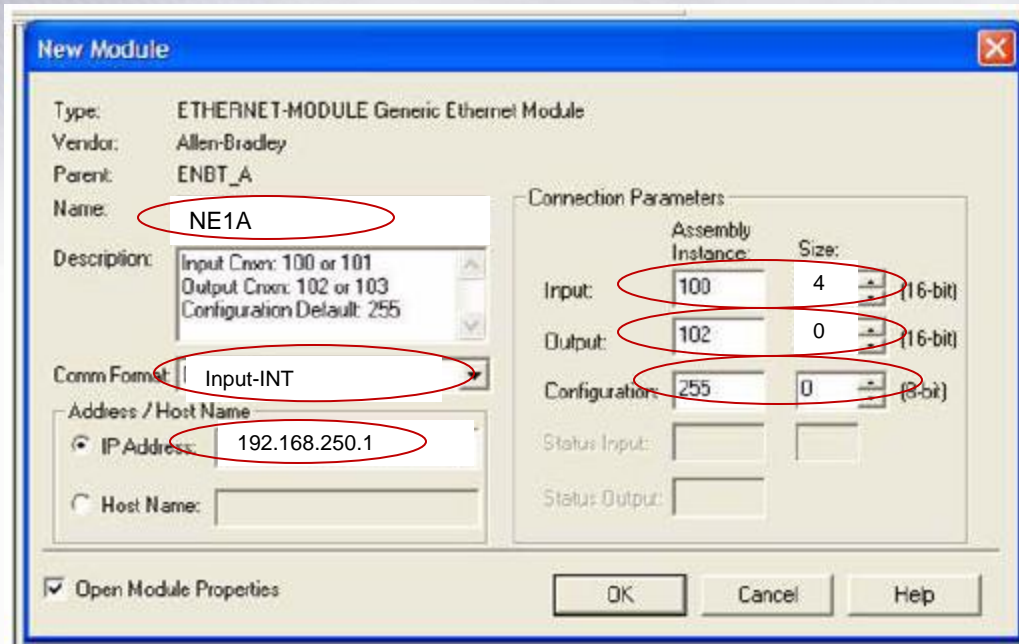 New Module
Type: ETHERNET-MODULE Generic Ethernet Module
Vendor: Allen-Bradley
Parent: ENBT_A
Name: NE1A
Description: Input Cnxn: 100 or 101
Output Cnxn: 102 or 103
Configuration Default: 255
Comm Format: Input-INT
Address / Host Name
IP Address: 192.168.250.1
Host Name:
Connection Parameters
Assembly
Instance: Size:
Input: 100 4 (16-bit)
Output: 102 0 (16-bit)
Configuration: 255 0 (8-bit)
Status Input:
Status Output:
Open Module Properties
OK Cancel Help